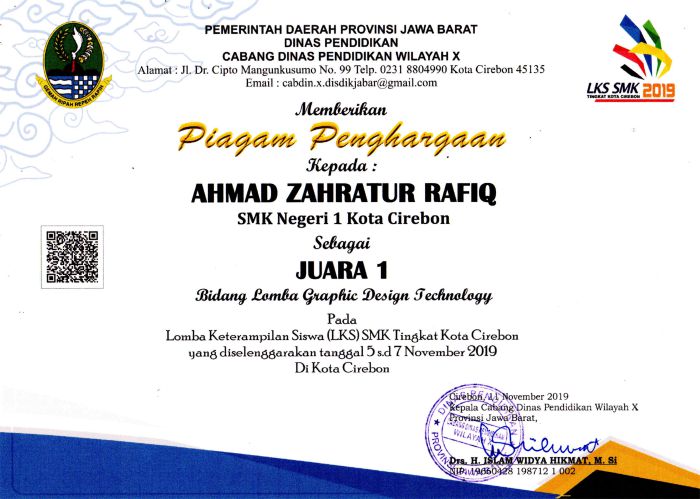 PEMERINTAH DAERAH PROVINSI JAWA BARAT
DINAS PENDIDIKAN
CABANG DINAS PENDIDIKAN WILAYAH X
Alamat : Jl. Dr. Cipto Mangunkusumo No. 99 Telp. 0231 8804990 Kota Cirebon 45135
Email : cabdin.x.disdikjabar@gmail.com
GEMAH RIPAH REPEH RAPIH
LKS SMK 2019
TINGKAT KOTA CIREBON
Memberikan
Piagam Penghargaan
Kepada :
AHMAD ZAHRATUR RAFIQ
SMK Negeri 1 Kota Cirebon
Sebagai
JUARA 1
Bidang Lomba Graphic Design Technology
Pada
Lomba Keterampilan Siswa (LKS) SMK Tingkat Kota Cirebon
yang diselenggarakan tanggal 5 s.d 7 November 2019
Di Kota Cirebon
Cirebon, 11 November 2019
Kepala Cabang Dinas Pendidikan Wilayah X
Provinsi Jawa Barat,
WILAYAH X
Drs. H. ISLAM WIDYA HIKMAT, M. Si
NIP. 19660428 198712 1 002